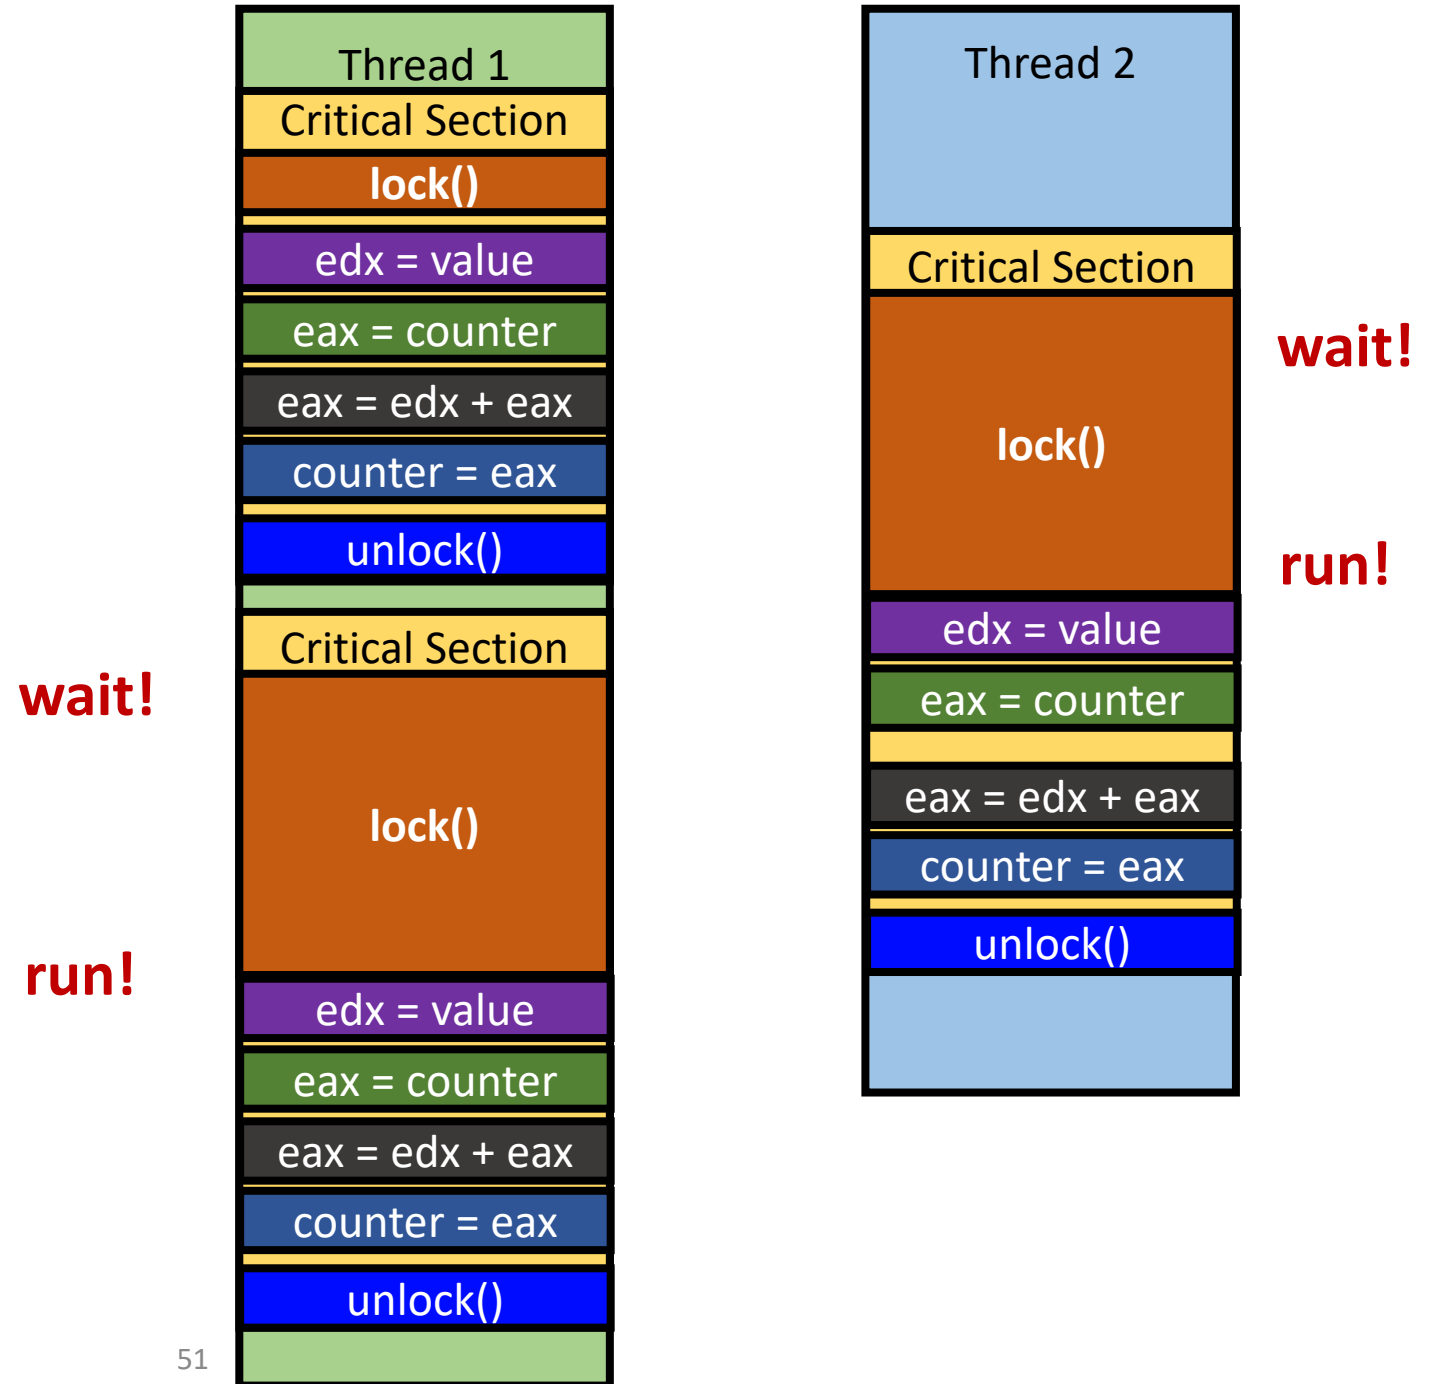 Thread 1
Critical Section
lock()
edx = value
eax = counter
eax = edx + eax
counter = eax
unlock()
Critical Section
wait!
lock()
run!
edx = value
eax = counter
eax = edx + eax
counter = eax
unlock()
51
Thread 2
Critical Section
wait!
lock()
run!
edx = value
eax = counter
eax = edx + eax
counter = eax
unlock()